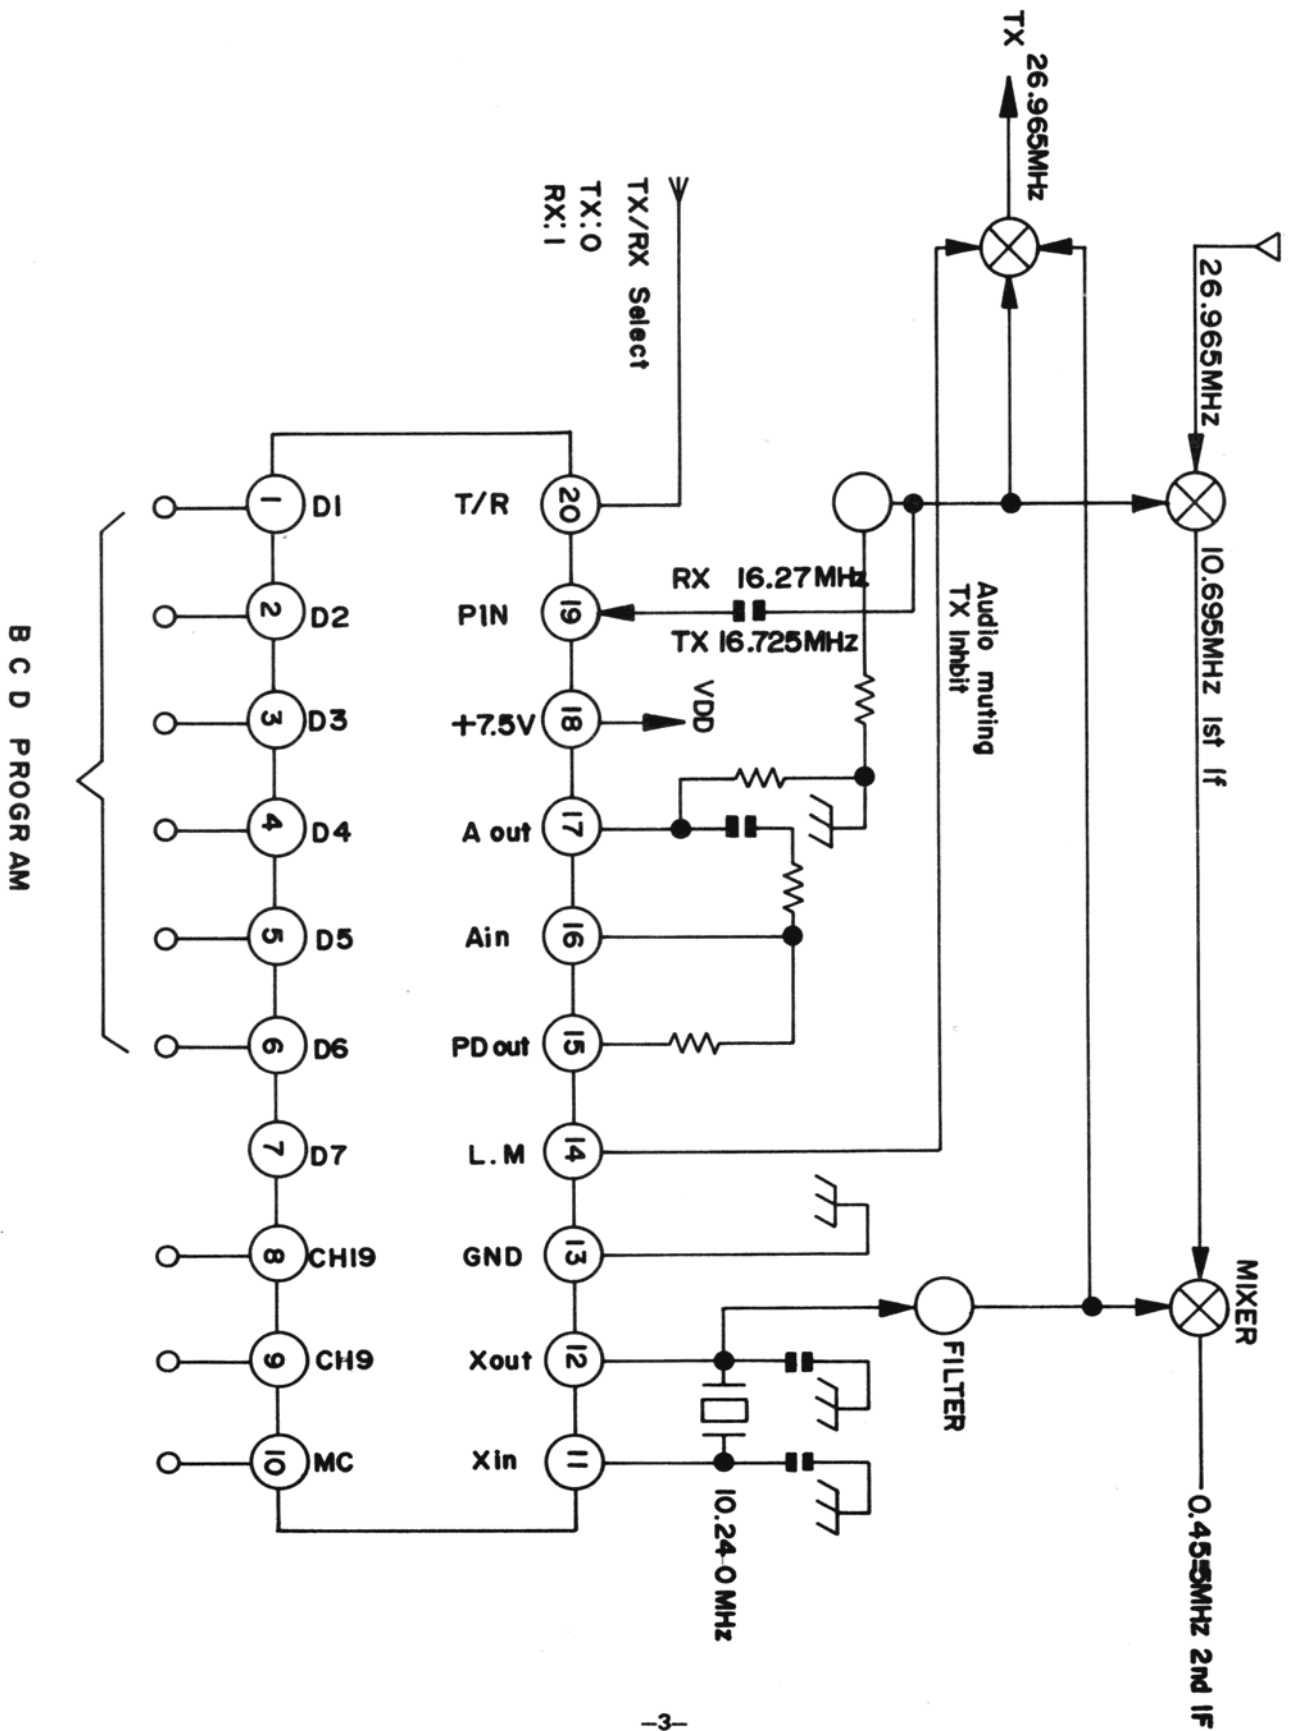 TX 26.965MHz
26.965MHz
10.695MHz 1st If
MIXER
0.455MHz 2nd IF
TX/RX Select
TX:0
RX:1
Audio muting
TX Inhbit
RX 16.27MHz
TX 16.725MHz
VDD
FILTER
10.240MHz
1 D1
2 D2
3 D3
4 D4
5 D5
6 D6
7 D7
8 CH19
9 CH9
10 MC
T/R 20
PIN 19
+7.5V 18
A out 17
Ain 16
PD out 15
L.M 14
GND 13
Xout 12
Xin 11
BCD PROGRAM
-3-